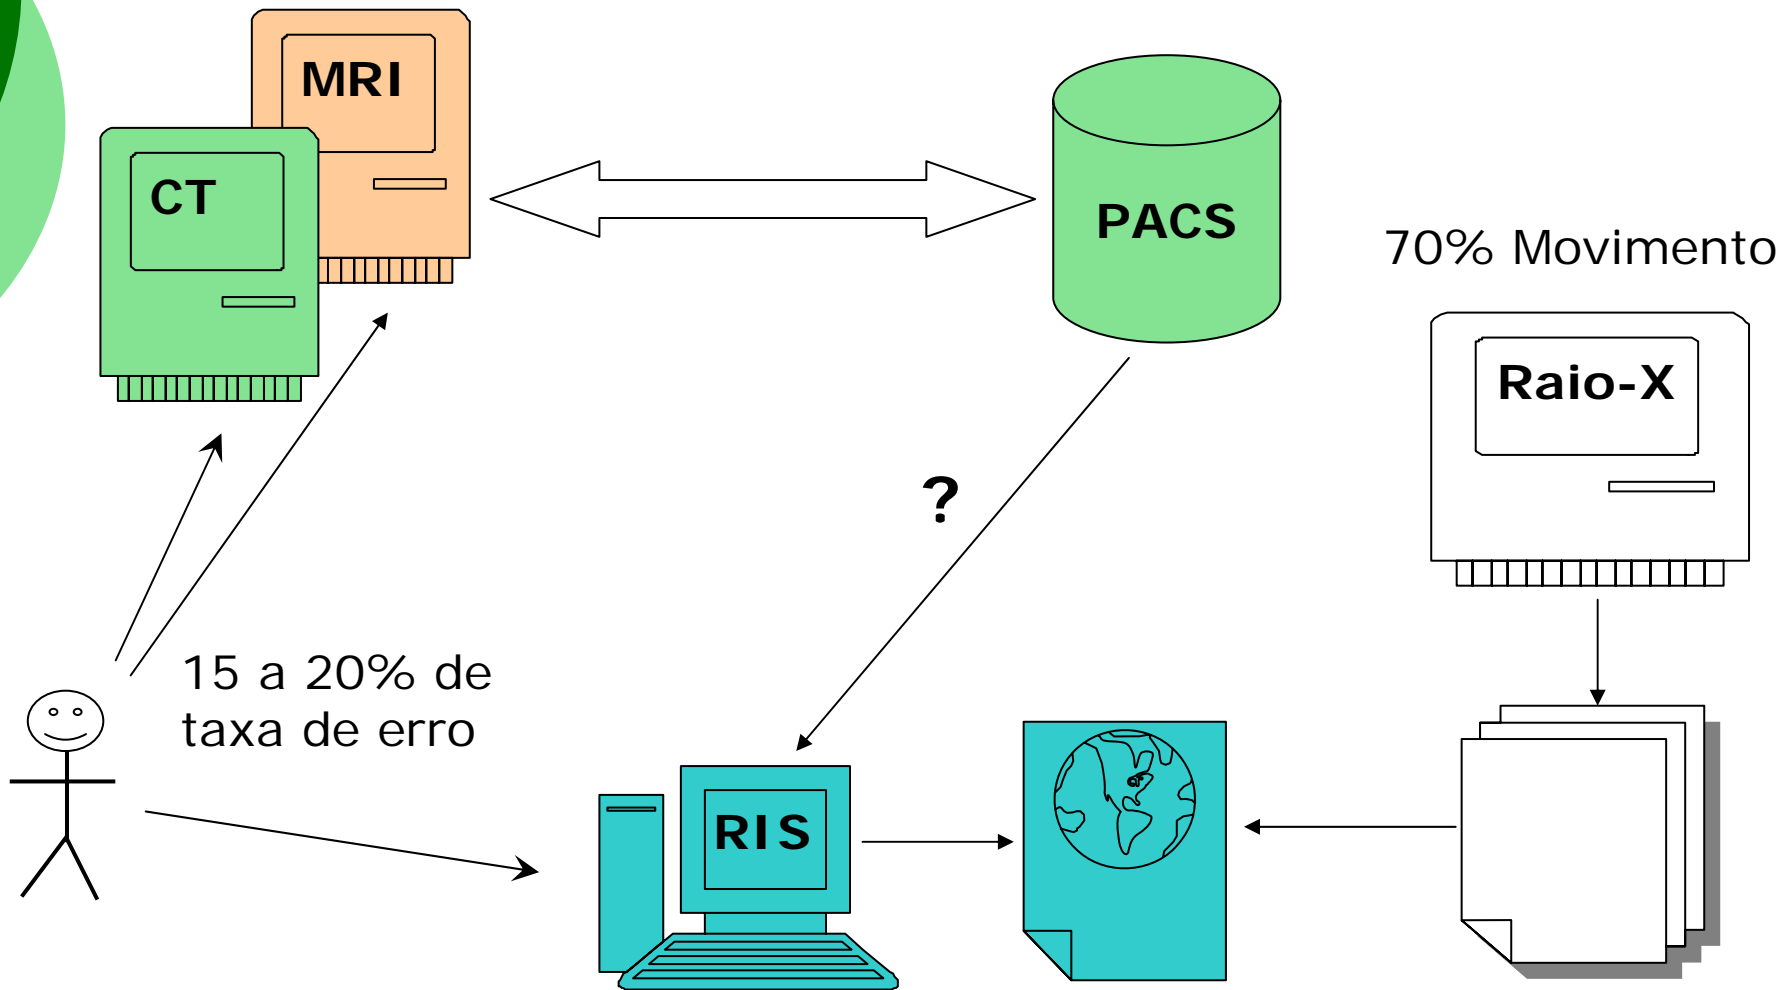 MRI
CT
PACS
70% Movimento
Raio-X
?
15 a 20% de
taxa de erro
RIS